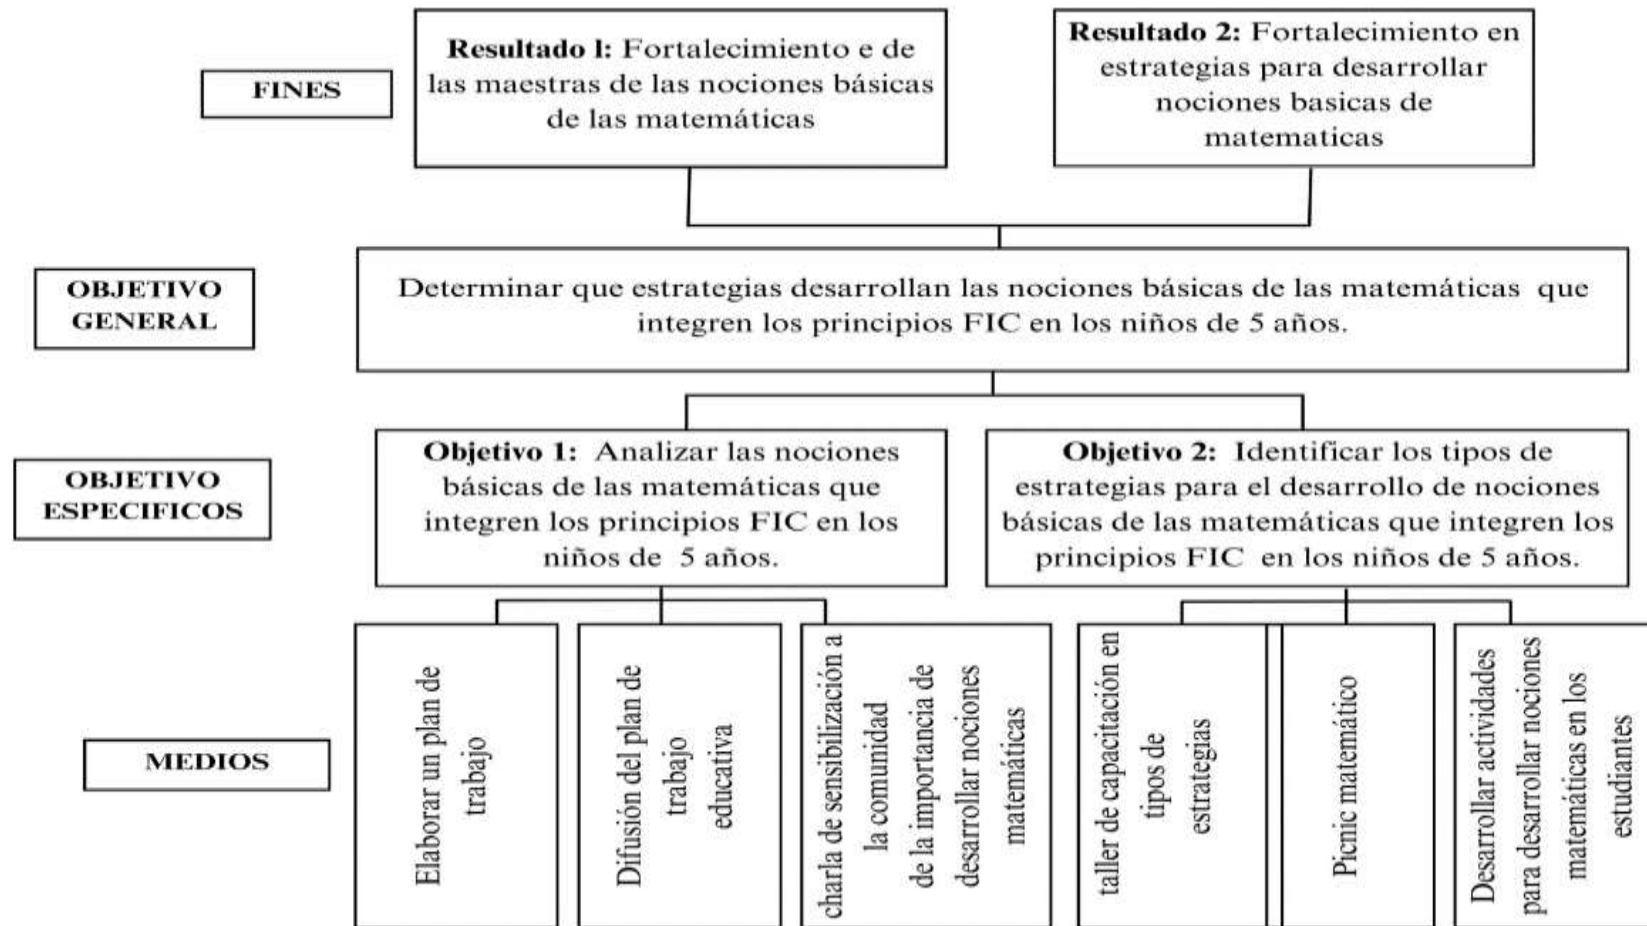 FINES
Resultado l: Fortalecimiento e de
las maestras de las nociones básicas
de las matemáticas
Resultado 2: Fortalecimiento en
estrategias para desarrollar
nociones basicas de
matematicas
OBJETIVO
GENERAL
Determinar que estrategias desarrollan las nociones básicas de las matemáticas que
integren los principios FIC en los niños de 5 años.
OBJETIVO
ESPECIFICOS
Objetivo 1: Analizar las nociones
básicas de las matemáticas que
integren los principios FIC en los
niños de 5 años.
Objetivo 2: Identificar los tipos de
estrategias para el desarrollo de nociones
básicas de las matemáticas que integren los
principios FIC en los niños de 5 años.
MEDIOS
Elaborar un plan de
trabajo
Difusión del plan de
trabajo
educativa
charla de sensibilización a
la comunidad
de la importancia de
desarrollar nociones
matemáticas
taller de capacitación en
tipos de
estrategias
Picnic matemático
Desarrollar actividades
para desarrollar nociones
matemáticas en los
estudiantes